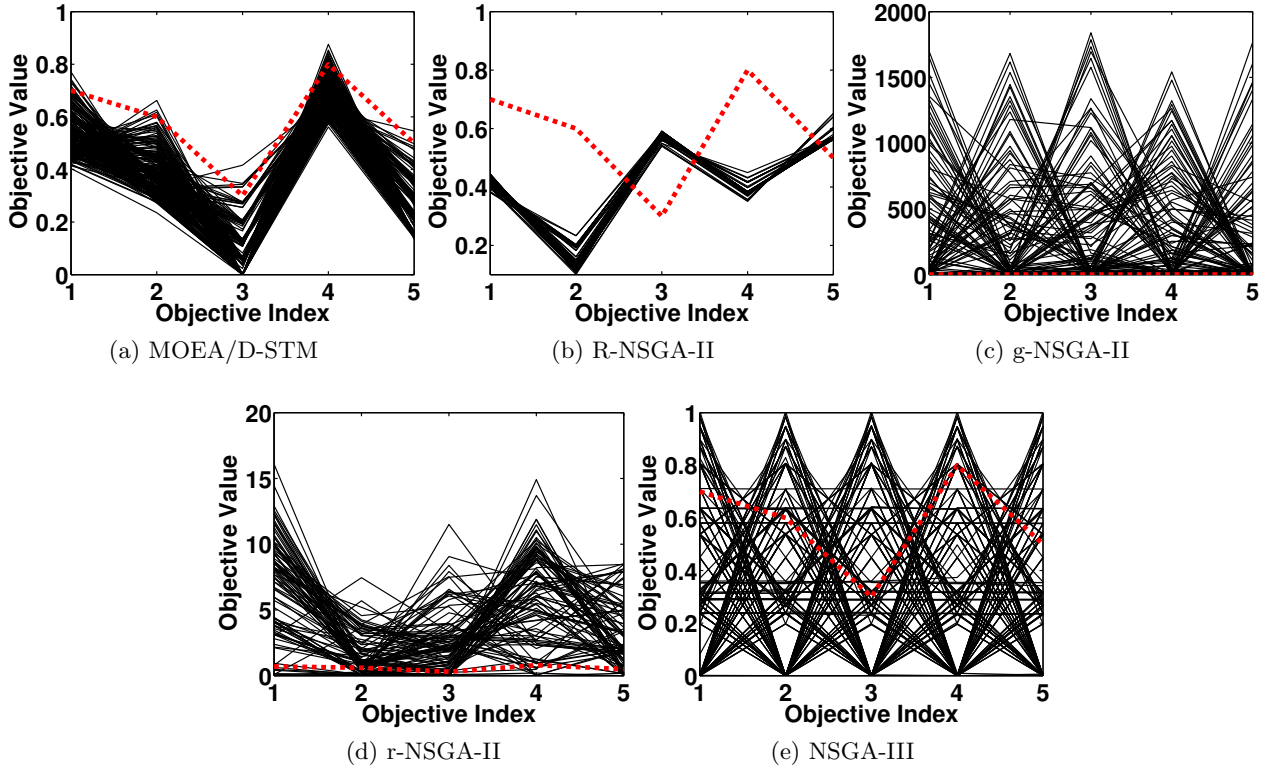 1
0.8
0.6
0.4
0.2
0
Objective Value
1 2 3 4 5
Objective Index
(a) MOEA/D-STM
1
0.8
0.6
0.4
0.2
Objective Value
1 2 3 4 5
Objective Index
(b) R-NSGA-II
2000
1500
1000
500
0
Objective Value
1 2 3 4 5
Objective Index
(c) g-NSGA-II
20
15
10
5
0
Objective Value
1 2 3 4 5
Objective Index
(d) r-NSGA-II
1
0.8
0.6
0.4
0.2
0
Objective Value
1 2 3 4 5
Objective Index
(e) NSGA-III